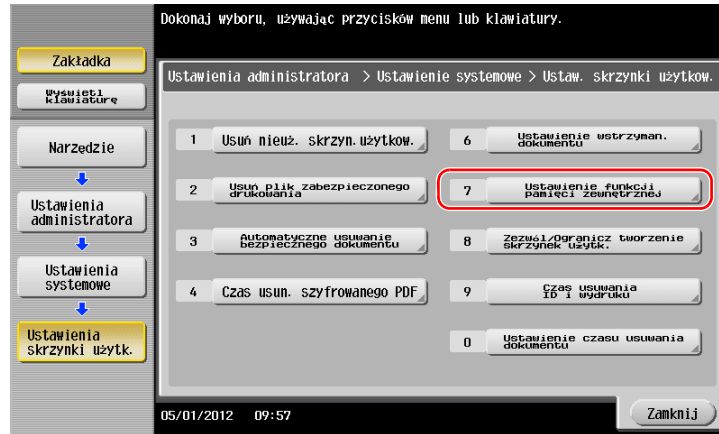 Dokonaj wyboru, używając przycisków menu lub klawiatury.
Zakładka
Wyświetl
klawiaturę
Narzędzie
Ustawienia
administratora
Ustawienia
systemowe
Ustawienia
skrzynki użytk.
Ustawienia administratora > Ustawienie systemowe > Ustaw. skrzynki użytkow.
1 Usuń nieuż. skrzyn.użytkow.
2 Usuń plik zabezpieczonego
drukowania
3 Automatyczne usuwanie
bezpiecznego dokumentu
4 Czas usun. szyfrowanego PDF
6 Ustawienie wstrzyman.
dokumentu
7 Ustawienie funkcji
pamięci zewnętrznej
8 Zezwól/Ogranicz tworzenie
skrzynek użytk.
9 Czas usuwania
ID i wydruku
0 Ustawienie czasu usuwania
dokumentu
05/01/2012 09:57
Zamknij